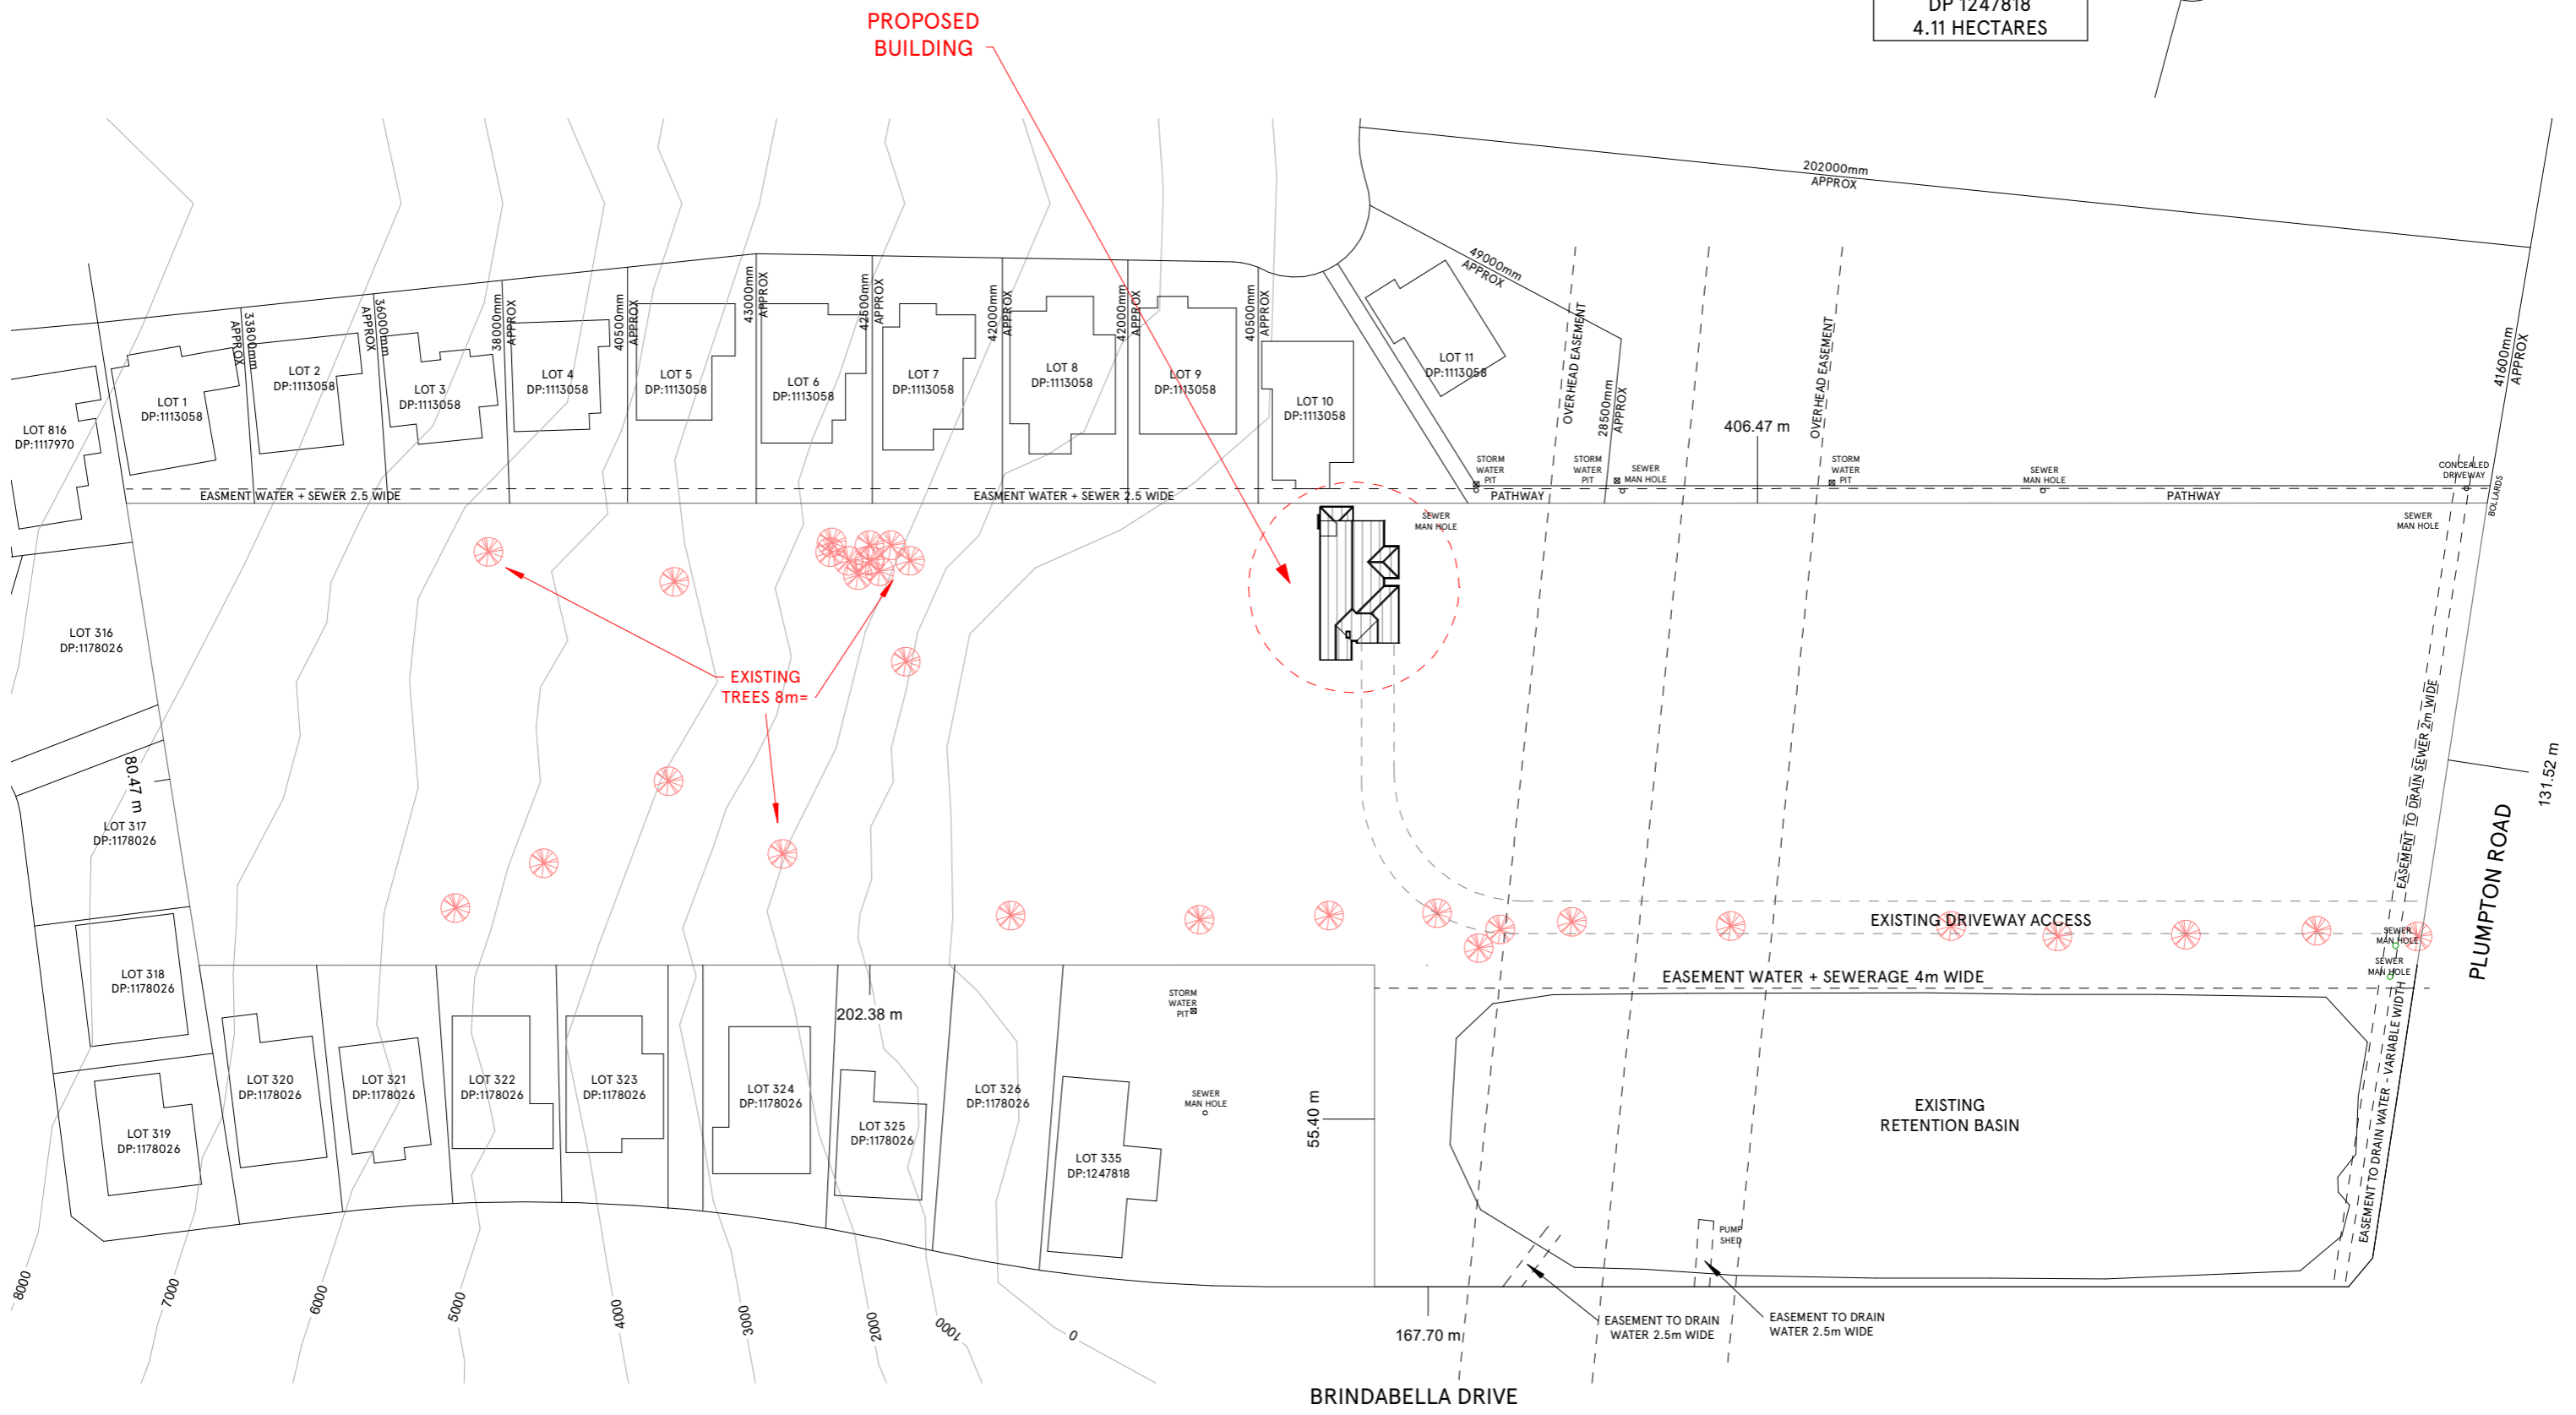 DP 1247818
4.11 HECTARES
PROPOSED
BUILDING
202000mm
APPROX
49000mm
APPROX
41600mm
APPROX
33800mm
APPROX
36000mm
APPROX
38000mm
APPROX
40500mm
APPROX
43000mm
APPROX
42500mm
APPROX
42000mm
APPROX
42000mm
APPROX
40500mm
APPROX
OVERHEAD EASEMENT
28500mm
APPROX
OVERHEAD EASEMENT
406.47 m
LOT 816
DP:1117970
LOT 1
DP:1113058
LOT 2
DP:1113058
LOT 3
DP:1113058
LOT 4
DP:1113058
LOT 5
DP:1113058
LOT 6
DP:1113058
LOT 7
DP:1113058
LOT 8
DP:1113058
LOT 9
DP:1113058
LOT 10
DP:1113058
LOT 11
DP:1113058
STORM
WATER
PIT
STORM
WATER
PIT
SEWER
MAN HOLE
STORM
WATER
PIT
SEWER
MAN HOLE
CONCEALED
DRIVEWAY
BOLLARDS
EASMENT WATER + SEWER 2.5 WIDE
EASMENT WATER + SEWER 2.5 WIDE
PATHWAY
PATHWAY
SEWER
MAN HOLE
SEWER
MAN HOLE
LOT 316
DP:1178026
EXISTING
TREES 8m=
EASEMENT TO DRAIN SEWER 2m WIDE
80.47 m
131.52 m
LOT 317
DP:1178026
PLUMPTON ROAD
EXISTING DRIVEWAY ACCESS
SEWER
MAN HOLE
SEWER
MAN HOLE
EASEMENT WATER + SEWERAGE 4m WIDE
LOT 318
DP:1178026
STORM
WATER
PIT
202.38 m
LOT 319
DP:1178026
LOT 320
DP:1178026
LOT 321
DP:1178026
LOT 322
DP:1178026
LOT 323
DP:1178026
LOT 324
DP:1178026
LOT 325
DP:1178026
LOT 326
DP:1178026
LOT 335
DP:1247818
SEWER
MAN HOLE
55.40 m
EXISTING
RETENTION BASIN
EASEMENT TO DRAIN WATER - VARIABLE WIDTH
PUMP
SHED
8000
7000
6000
5000
4000
3000
2000
1000
0
167.70 m
EASEMENT TO DRAIN
WATER 2.5m WIDE
EASEMENT TO DRAIN
WATER 2.5m WIDE
BRINDABELLA DRIVE